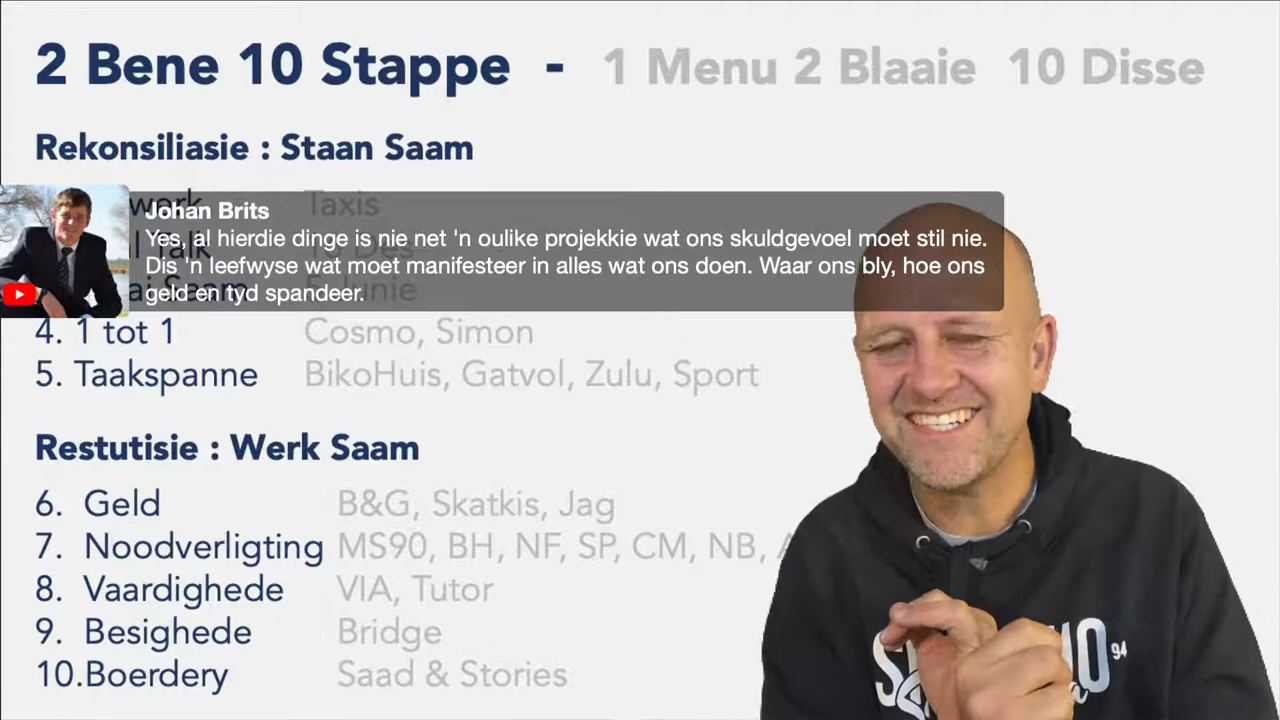 2 Bene 10 Stappe - 1 Menu 2 Blaaie 10 Disse
Rekonsiliasie : Staan Saam
Taxis
Johan Brits
Yes, al hierdie dinge is nie net 'n oulike projekkie wat ons skuldgevoel moet stil nie.
Dis 'n leefwyse wat moet manifesteer in alles wat ons doen. Waar ons bly, hoe ons
geld en tyd spandeer.
4. 1 tot 1 Cosmo, Simon
5. Taakspanne BikoHuis, Gatvol, Zulu, Sport
Restutisie : Werk Saam
6. Geld B&G, Skatkis, Jag
7. Noodverligting MS90, BH, NF, SP, CM, NB,
8. Vaardighede VIA, Tutor
9. Besighede Bridge
10.Boerdery Saad & Stories
94